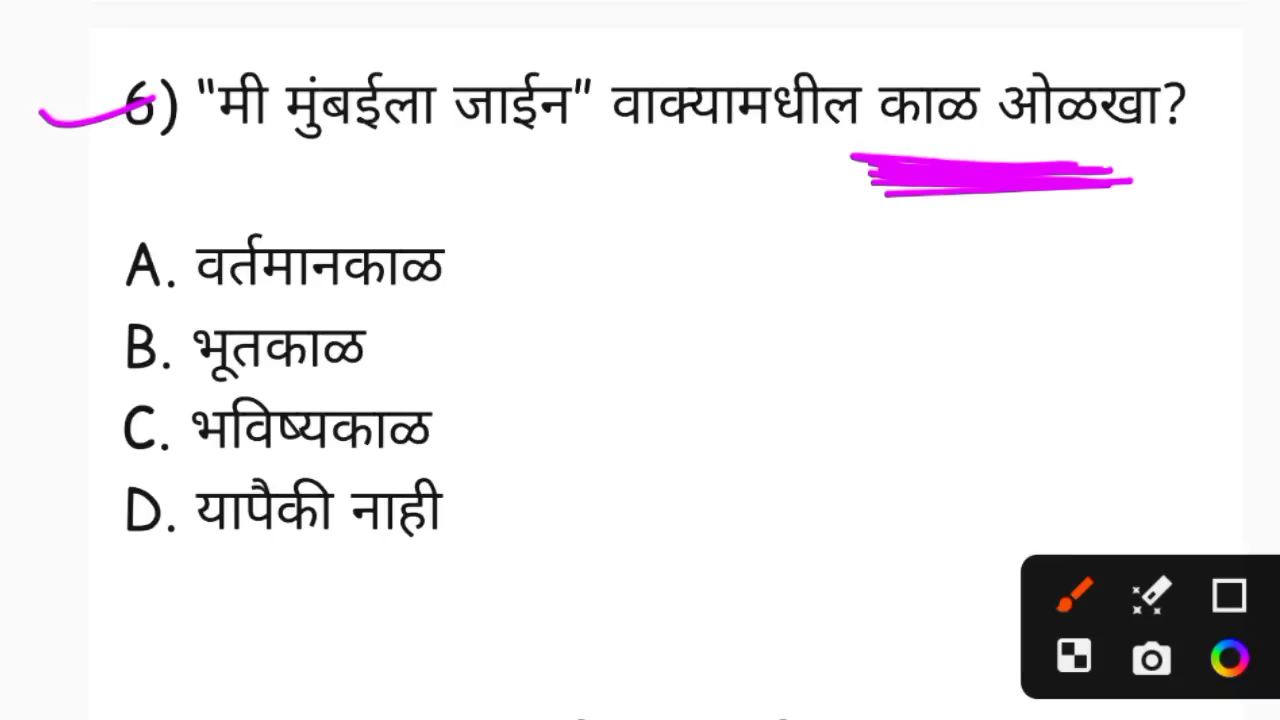 6) "मी मुंबईला जाईन" वाक्यामधील काळ ओळखा?
A. वर्तमानकाळ
B. भूतकाळ
C. भविष्यकाळ
D. यापैकी नाही